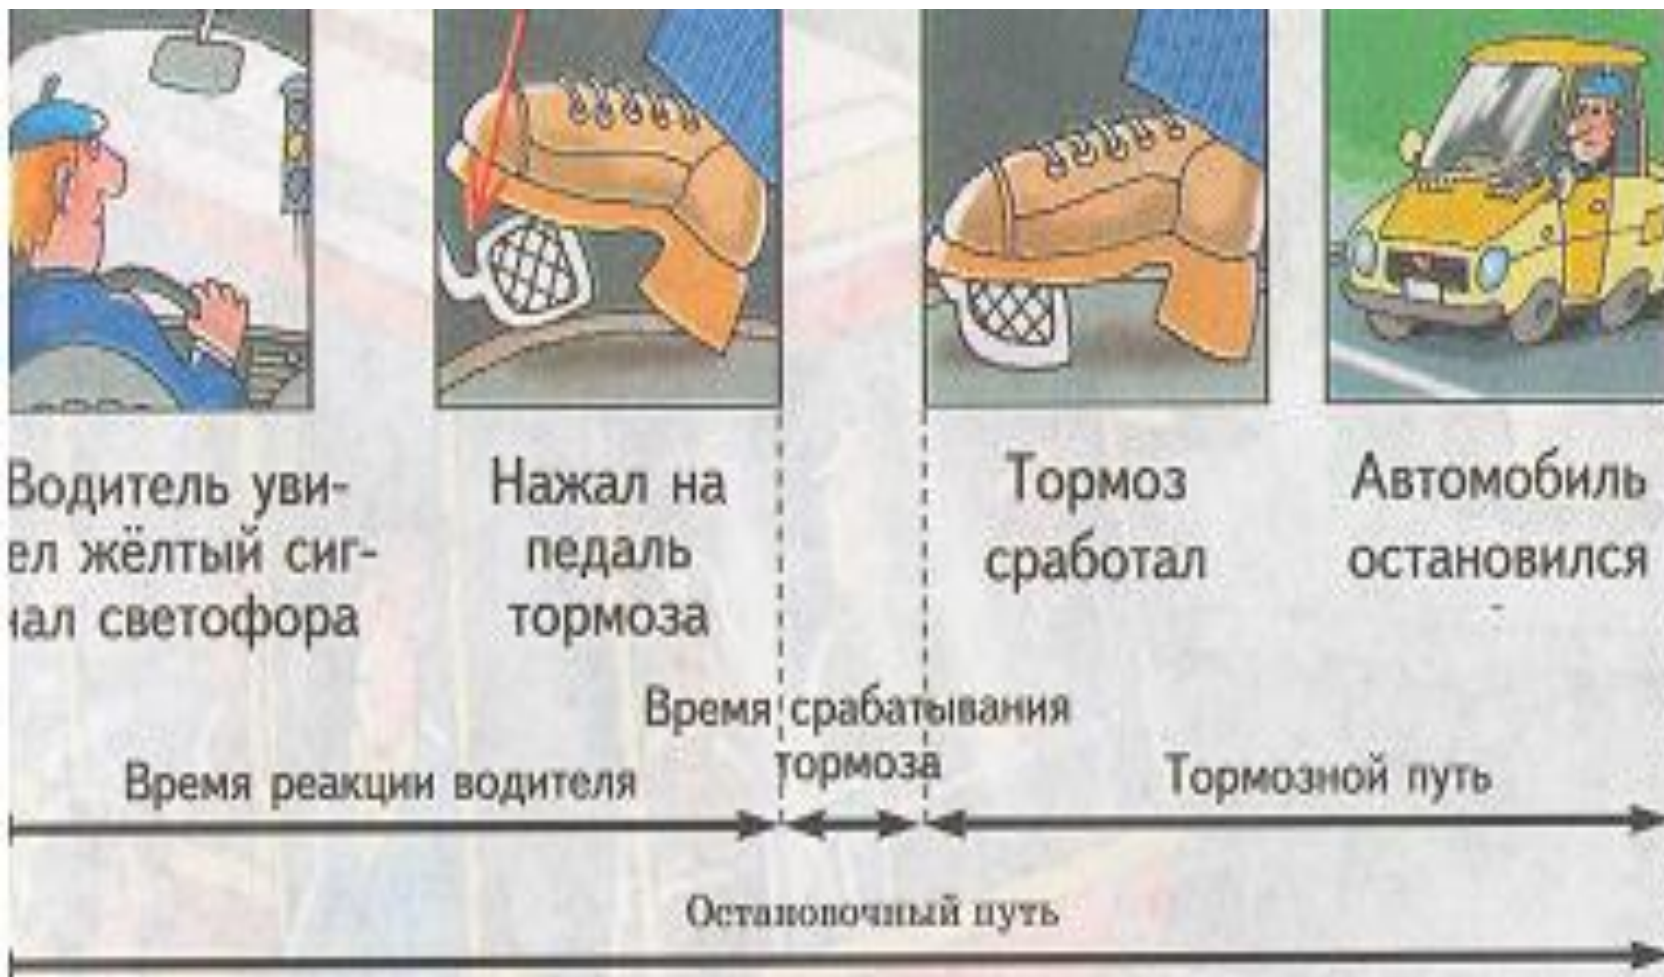 Водитель уви-
ел жёлтый сиг-
нал светофора
Нажал на
педаль
тормоза
Тормоз
сработал
Автомобиль
остановился
Время срабатывания
тормоза
Время реакции водителя
Тормозной путь
Остановочный путь